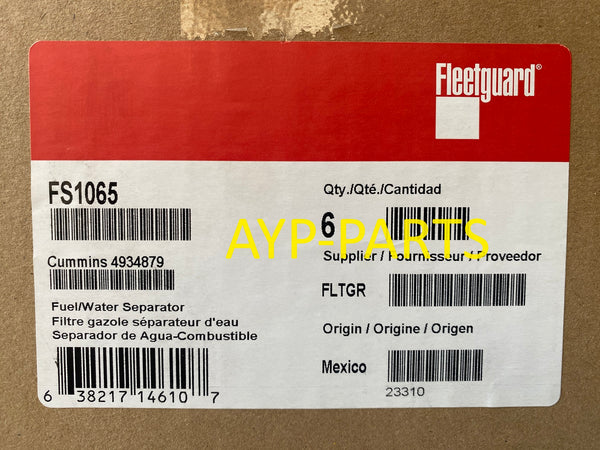 Fleetguard®
FS1065
Qty./Qté./Cantidad
6
AYP-PARTS
Cummins 4934879
Supplier / Fournisseur / Proveedor
FLTGR
Fuel/Water Separator
Filtre gazole séparateur d'eau
Separador de Agua-Combustible
Origin / Origine / Origen
Mexico
23310
6 38217 14610 7